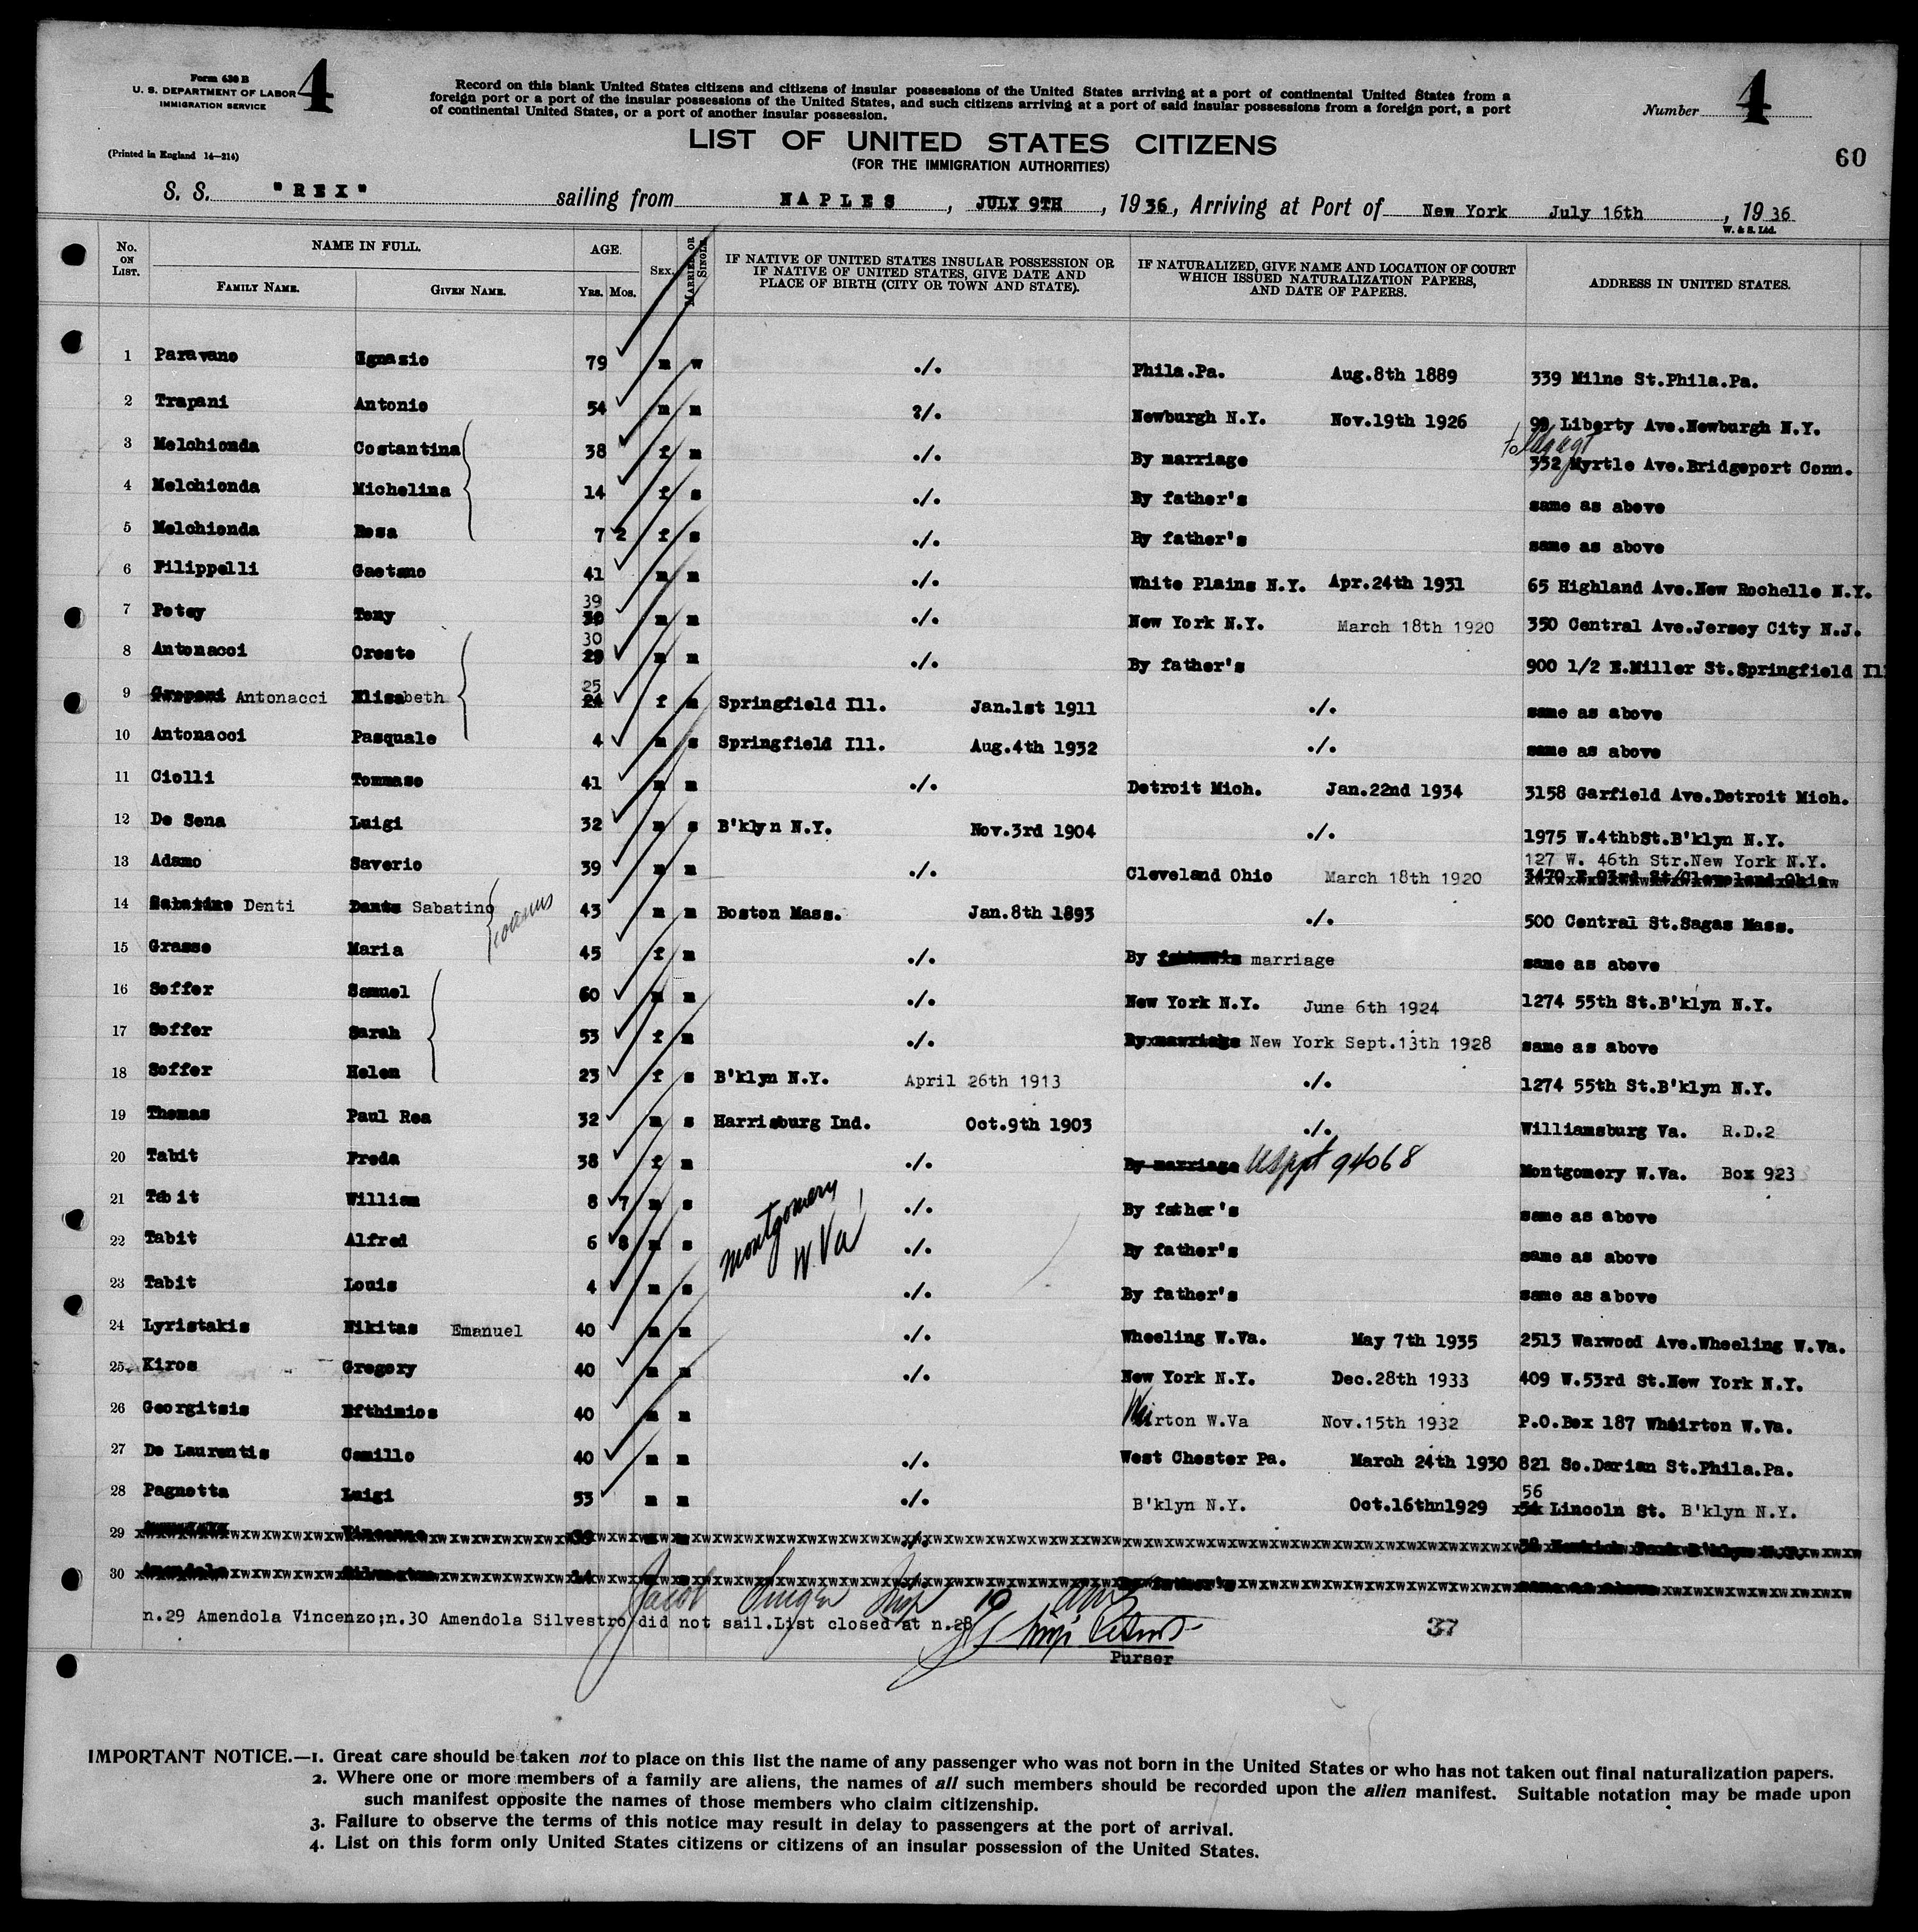 Form 630 B
U. S. DEPARTMENT OF LABOR
IMMIGRATION SERVICE
4
(Printed in England 14—214)
Record on this blank United States citizens and citizens of insular possessions of the United States arriving at a port of continental United States from a
foreign port or a port of the insular possessions of the United States, and such citizens arriving at a port of said insular possessions from a foreign port, a port
of continental United States, or a port of another insular possession.
Number 4
LIST OF UNITED STATES CITIZENS
(FOR THE IMMIGRATION AUTHORITIES)
60
S. S. "REX" sailing from NAPLES, JULY 9TH, 1936, Arriving at Port of New York July 16th, 1936
W. & S. Ltd.
No. ON LIST. NAME IN FULL. FAMILY NAME. GIVEN NAME. AGE. YRS. MOS. SEX. MARRIED OR SINGLE IF NATIVE OF UNITED STATES INSULAR POSSESSION OR IF NATIVE OF UNITED STATES, GIVE DATE AND PLACE OF BIRTH (CITY OR TOWN AND STATE). IF NATURALIZED, GIVE NAME AND LOCATION OF COURT WHICH ISSUED NATURALIZATION PAPERS, AND DATE OF PAPERS. ADDRESS IN UNITED STATES.
1 Paravano Ignazio 79 m w ./. Phila.Pa. Aug.8th 1889 339 Milne St.Phila.Pa.
2 Trapani Antonio 54 m m ?/. Newburgh N.Y. Nov.19th 1926 99 Liberty Ave.Newburgh N.Y.
3 Melchionda Costantina 38 f m ./. By marriage 332 Myrtle Ave.Bridgeport Conn.
4 Melchionda Michelina 14 f s ./. By father's same as above
5 Melchionda Rosa 7 2 f s ./. By father's same as above
6 Filippelli Gaetano 41 m m ./. White Plains N.Y. Apr.24th 1931 65 Highland Ave.New Rochelle N.Y.
7 Petey Tony 39 m m ./. New York N.Y. March 18th 1920 350 Central Ave.Jersey City N.J.
8 Antonacci Oreste 30 29 m m ./. By father's 900 1/2 E.Miller St.Springfield Ill
9 Antonacci Elisabeth 25 24 f m Springfield Ill. Jan.1st 1911 ./. same as above
10 Antonacci Pasquale 4 m s Springfield Ill. Aug.4th 1932 ./. same as above
11 Ciolli Tommaso 41 m m ./. Detroit Mich. Jan.22nd 1934 3158 Garfield Ave.Detroit Mich.
12 De Sena Luigi 32 m s B'klyn N.Y. Nov.3rd 1904 ./. 1975 W.4thbSt.B'klyn N.Y.
127 W. 46th Str.New York N.Y.
13 Adamo Saverio 39 m m ./. Cleveland Ohio March 18th 1920 3470 E.93rd St/Cleveland Ohio
14 Sabatino Denti Dante Sabatino 43 m m Boston Mass. Jan.8th 1893 ./. 500 Central St.Sagas Mass.
15 Grasso Maria 45 f m ./. By marriage same as above
16 Soffer Samuel 60 m m ./. New York N.Y. June 6th 1924 1274 55th St.B'klyn N.Y.
17 Soffer Sarah 53 f m ./. By marriage New York Sept.13th 1928 same as above
18 Soffer Helen 23 f s B'klyn N.Y. April 26th 1913 ./. 1274 55th St.B'klyn N.Y.
19 Thomas Paul Rea 32 m s Harrisburg Ind. Oct.9th 1903 ./. Williamsburg Va. R.D.2
20 Tabit Freda 38 f m ./. By marriage US ppt 94068 Montgomery W.Va. Box 923
21 Tabit William 8 7 m s ./. By father's same as above
Montgomery W. Va
22 Tabit Alfred 6 8 m s ./. By father's same as above
23 Tabit Louis 4 m s ./. By father's same as above
24 Lyristakis Nikitas Emanuel 40 m m ./. Wheeling W.Va. May 7th 1935 2513 Warwood Ave.Wheeling W.Va.
25 Kiros Gregory 40 m m ./. New York N.Y. Dec.28th 1933 409 W.53rd St.New York N.Y.
26 Georgitsis Efthimios 40 m m Weirton W.Va Nov.15th 1932 P.O.Box 187 Wheirton W.Va.
27 De Laurentis Camillo 40 m m ./. West Chester Pa. March 24th 1930 821 So.Darian St.Phila.Pa.
28 Pagnotta Luigi 53 m m ./. B'klyn N.Y. Oct.16thn1929 56 Lincoln St. B'klyn N.Y.
29 Vincenzo
30 Amendola Silvestro 14 By father's same as above
Jacob Singer Insp
n.29 Amendola Vincenzo;n.30 Amendola Silvestro did not sail.List closed at n.28
37
Purser
IMPORTANT NOTICE.—1. Great care should be taken not to place on this list the name of any passenger who was not born in the United States or who has not taken out final naturalization papers.
2. Where one or more members of a family are aliens, the names of all such members should be recorded upon the alien manifest. Suitable notation may be made upon
such manifest opposite the names of those members who claim citizenship.
3. Failure to observe the terms of this notice may result in delay to passengers at the port of arrival.
4. List on this form only United States citizens or citizens of an insular possession of the United States.